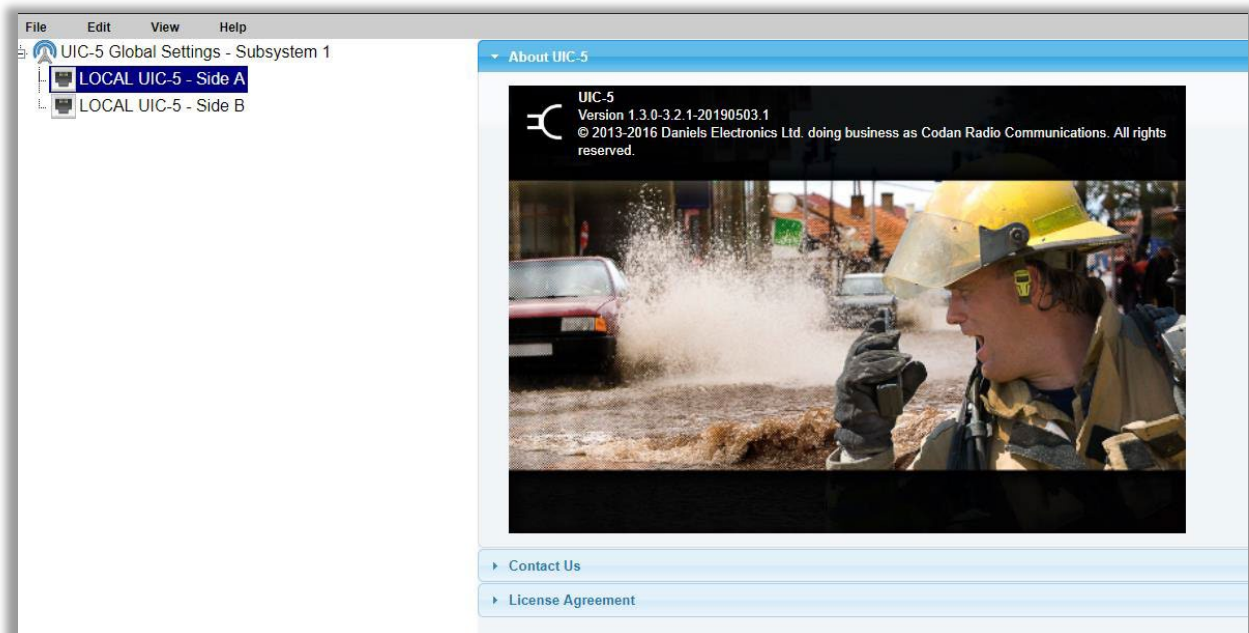 File Edit View Help
UIC-5 Global Settings - Subsystem 1
LOCAL UIC-5 - Side A
LOCAL UIC-5 - Side B
About UIC-5
UIC-5
Version 1.3.0-3.2.1-20190503.1
© 2013-2016 Daniels Electronics Ltd. doing business as Codan Radio Communications. All rights
reserved.
Contact Us
License Agreement